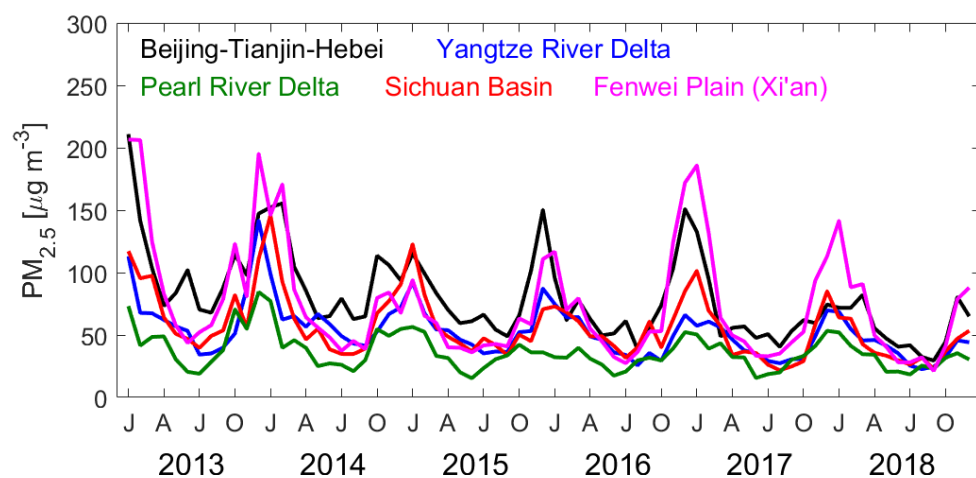 300
250
200
150
100
50
0
PM2.5 [μg m-3]
Beijing-Tianjin-Hebei Yangtze River Delta
Pearl River Delta Sichuan Basin Fenwei Plain (Xi'an)
J A J O J A J O J A J O J A J O J A J O J A J O
2013 2014 2015 2016 2017 2018